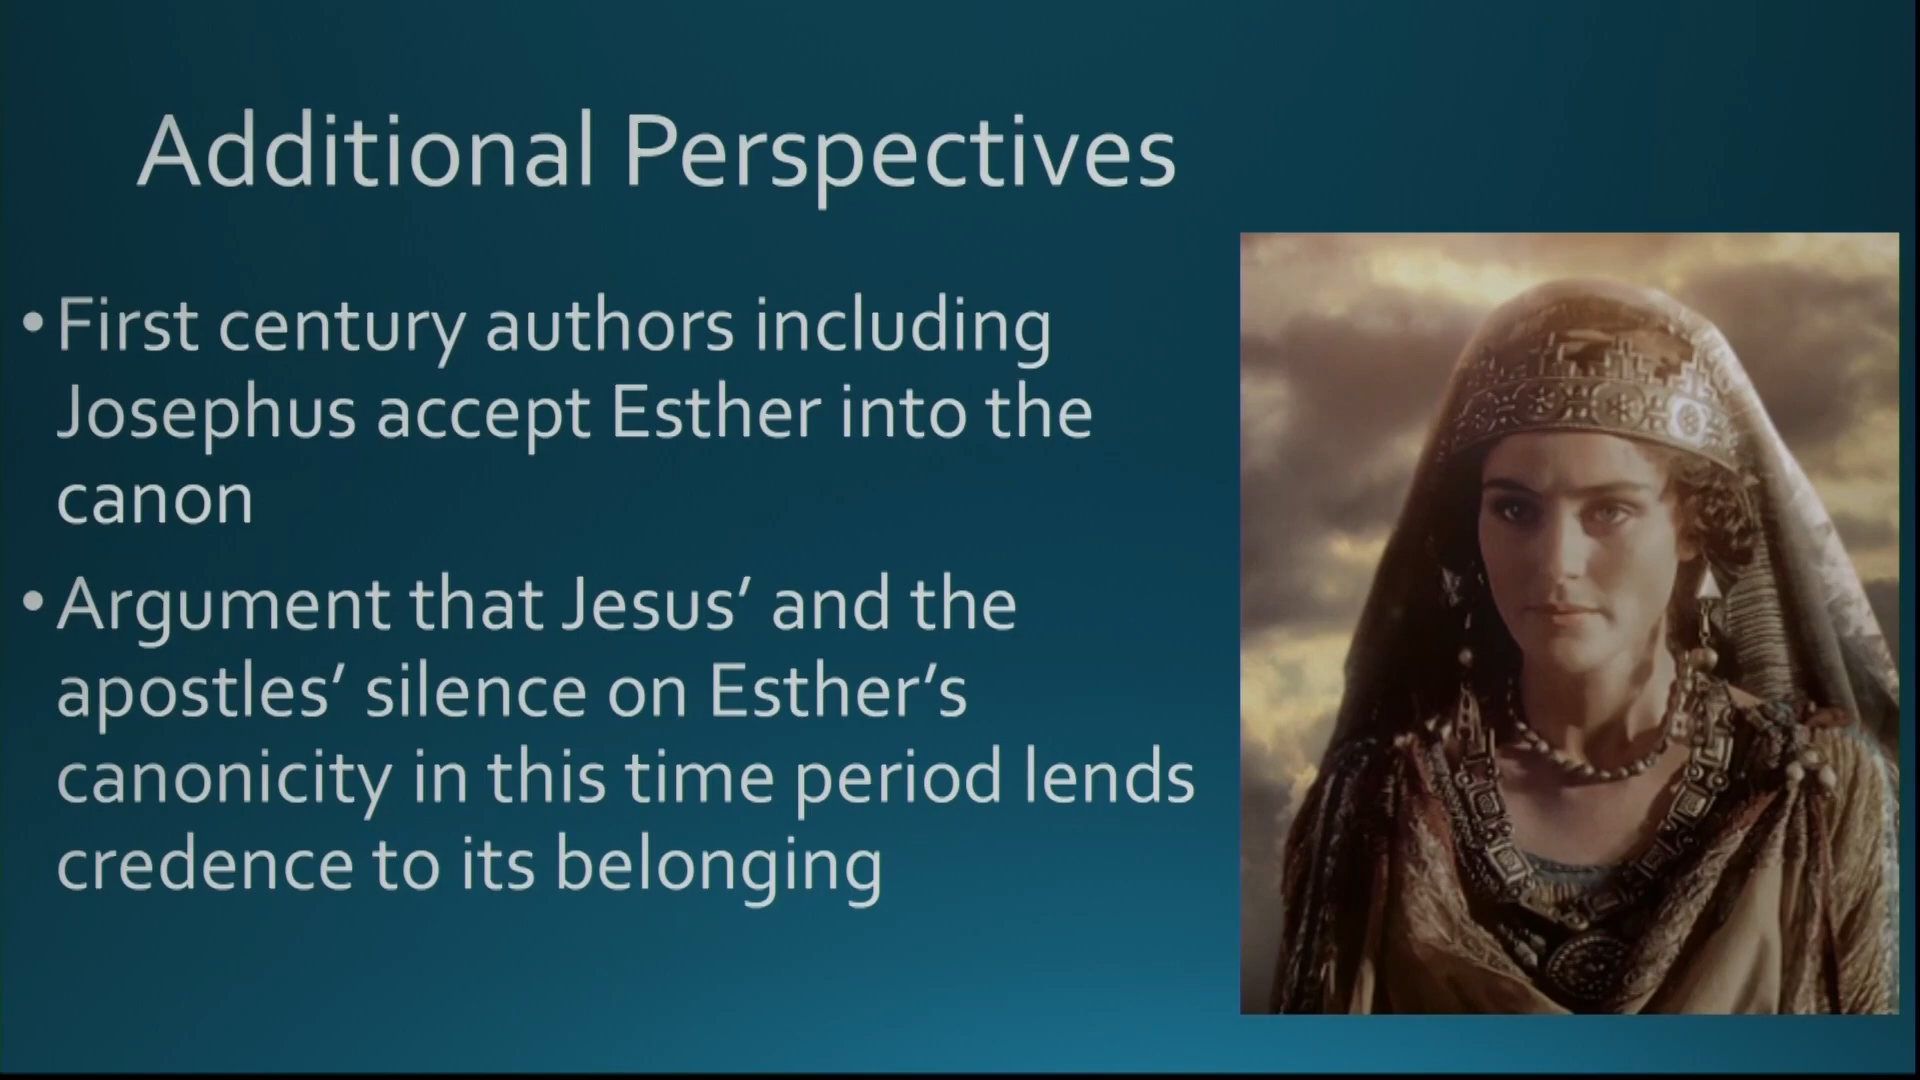 Additional Perspectives
• First century authors including
Josephus accept Esther into the
canon
• Argument that Jesus’ and the
apostles’ silence on Esther’s
canonicity in this time period lends
credence to its belonging